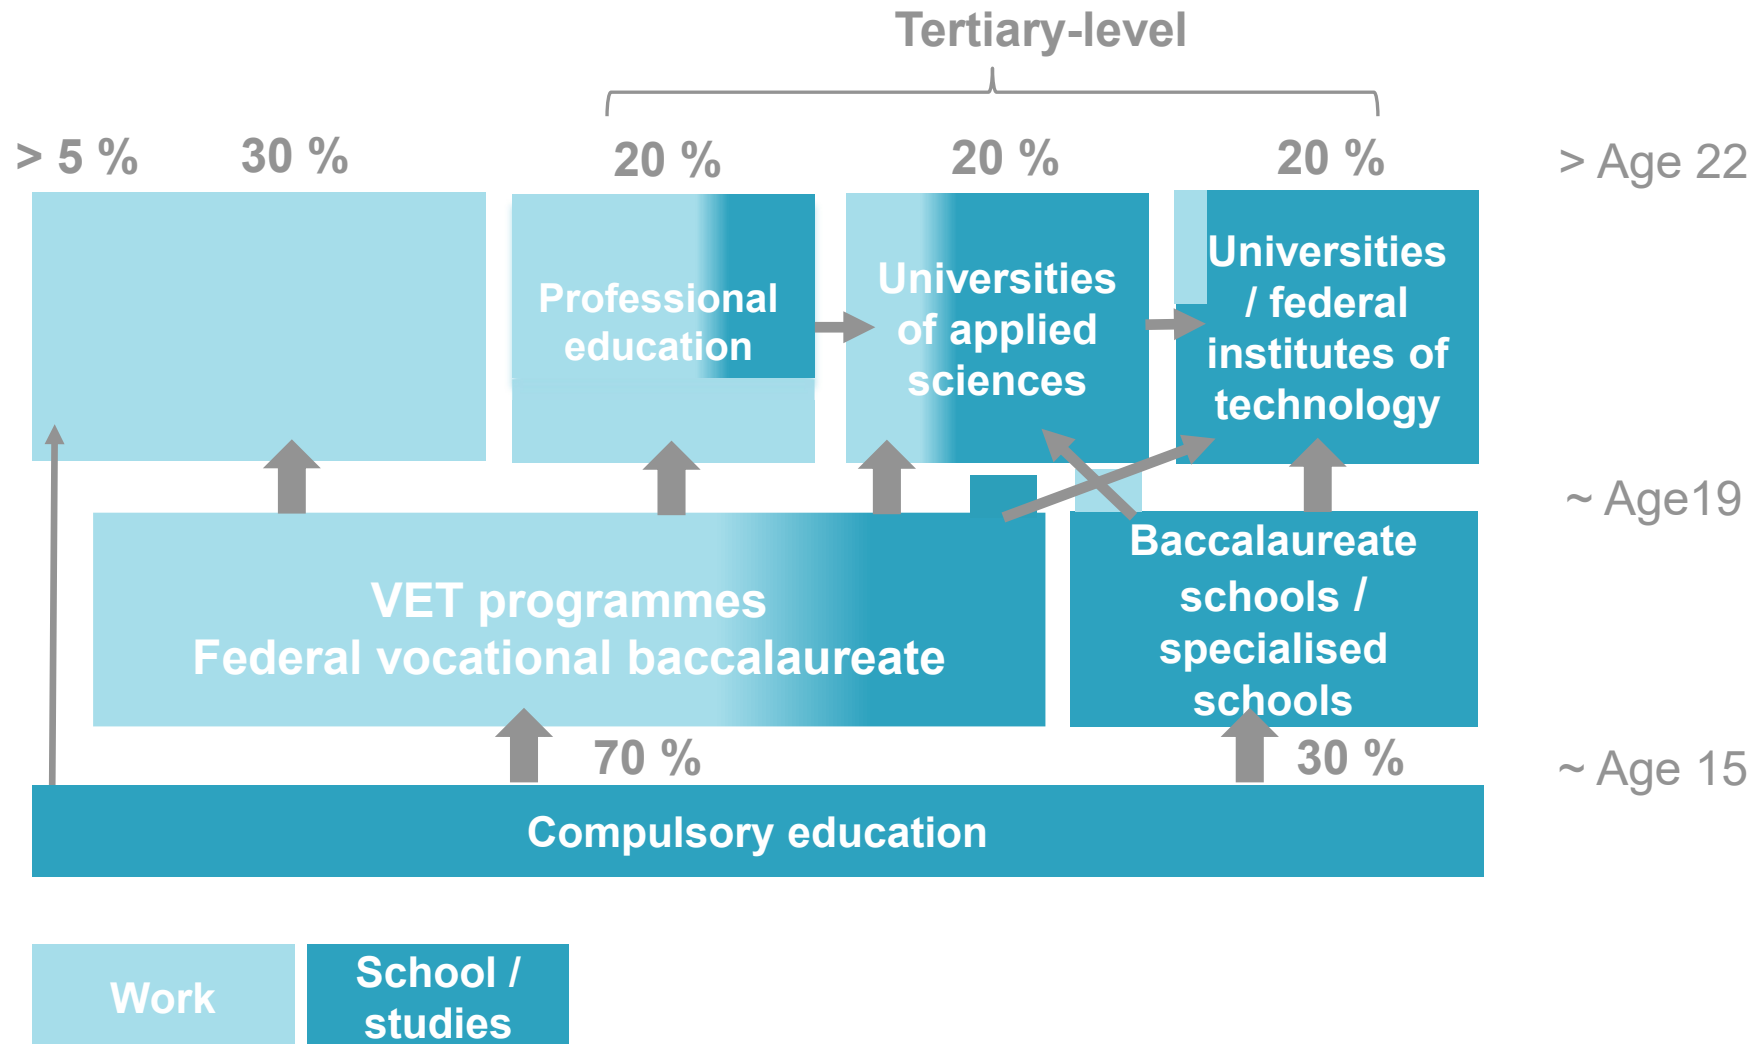 Tertiary-level
> 5 %
30 %
20 %
20 %
20 %
> Age 22
Professional
education
Universities
of applied
sciences
Universities
/ federal
institutes of
technology
~ Age19
VET programmes
Federal vocational baccalaureate
Baccalaureate
schools /
specialised
schools
70 %
30 %
~ Age 15
Compulsory education
Work
School /
studies